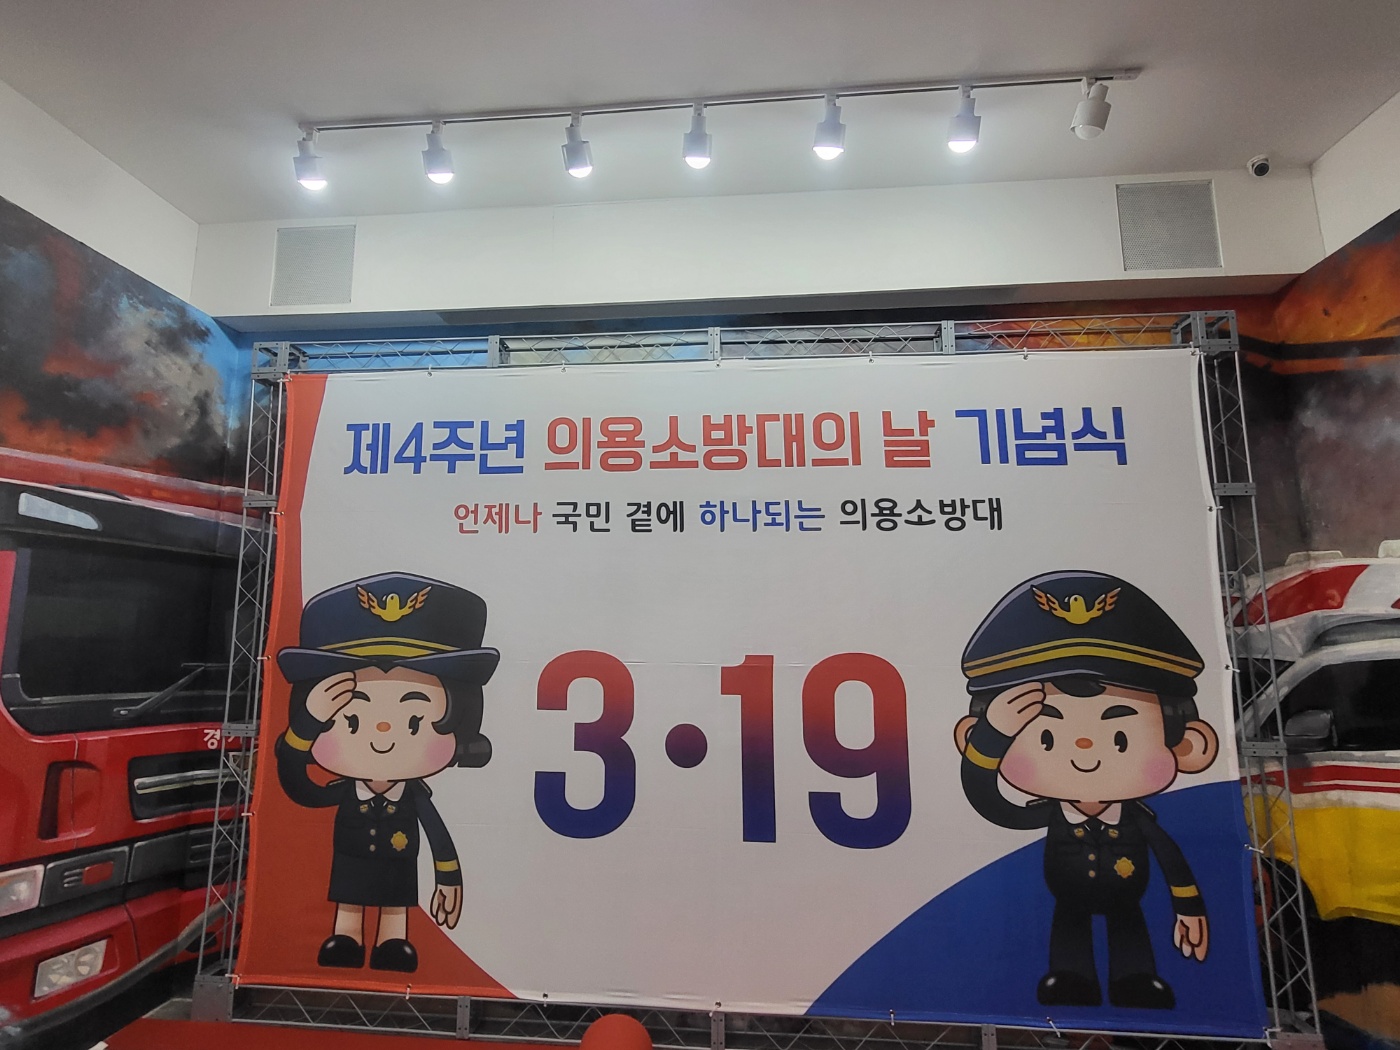 제4주년 의용소방대의 날 기념식
언제나 국민 곁에 하나되는 의용소방대
3·19
경